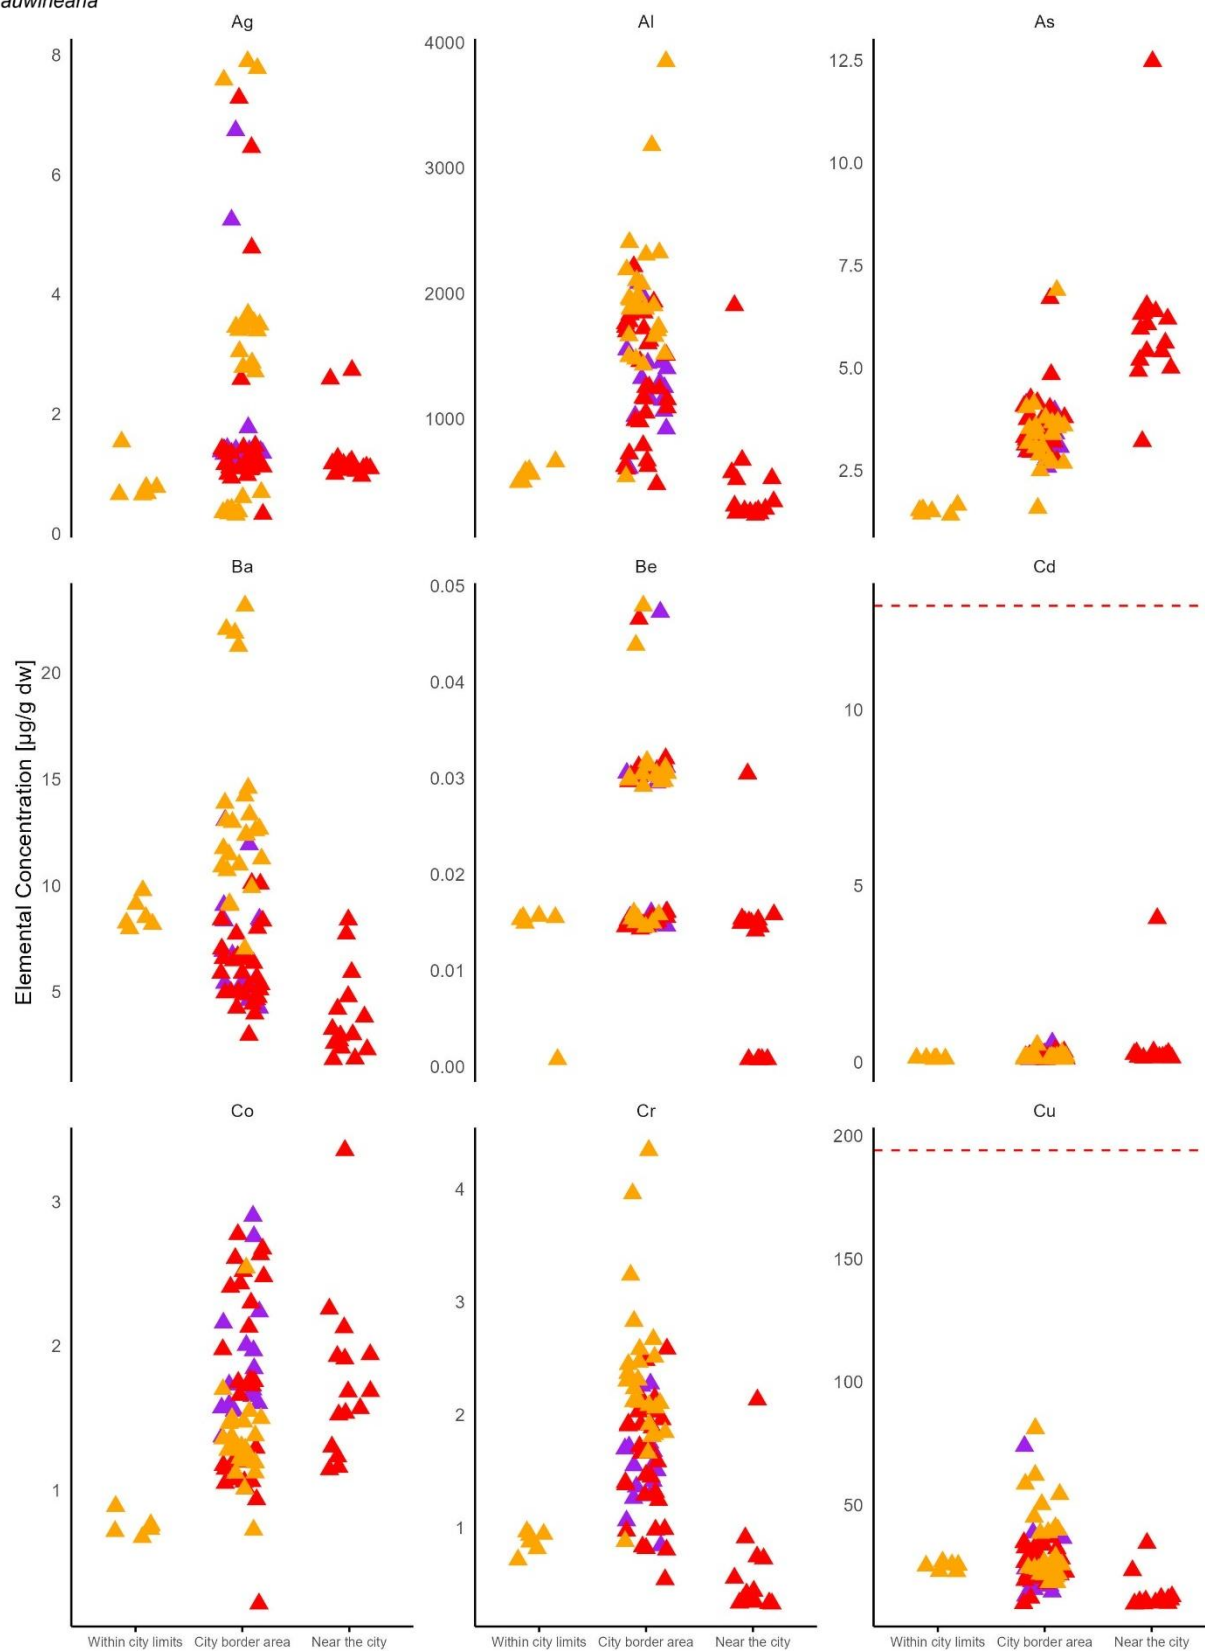 auwineana
Ag Al As
8 4000 12.5
6 3000 10.0
4 2000 7.5
2 1000 5.0
0 2.5
Ba Be Cd
Elemental Concentration [µg/g dw]
20 0.05 10
15 0.04 5
10 0.03 0
5 0.02
0.01
0.00
Co Cr Cu
3 4 200
2 3 150
1 2 100
1 50
Within city limits City border area Near the city Within city limits City border area Near the city Within city limits City border area Near the city